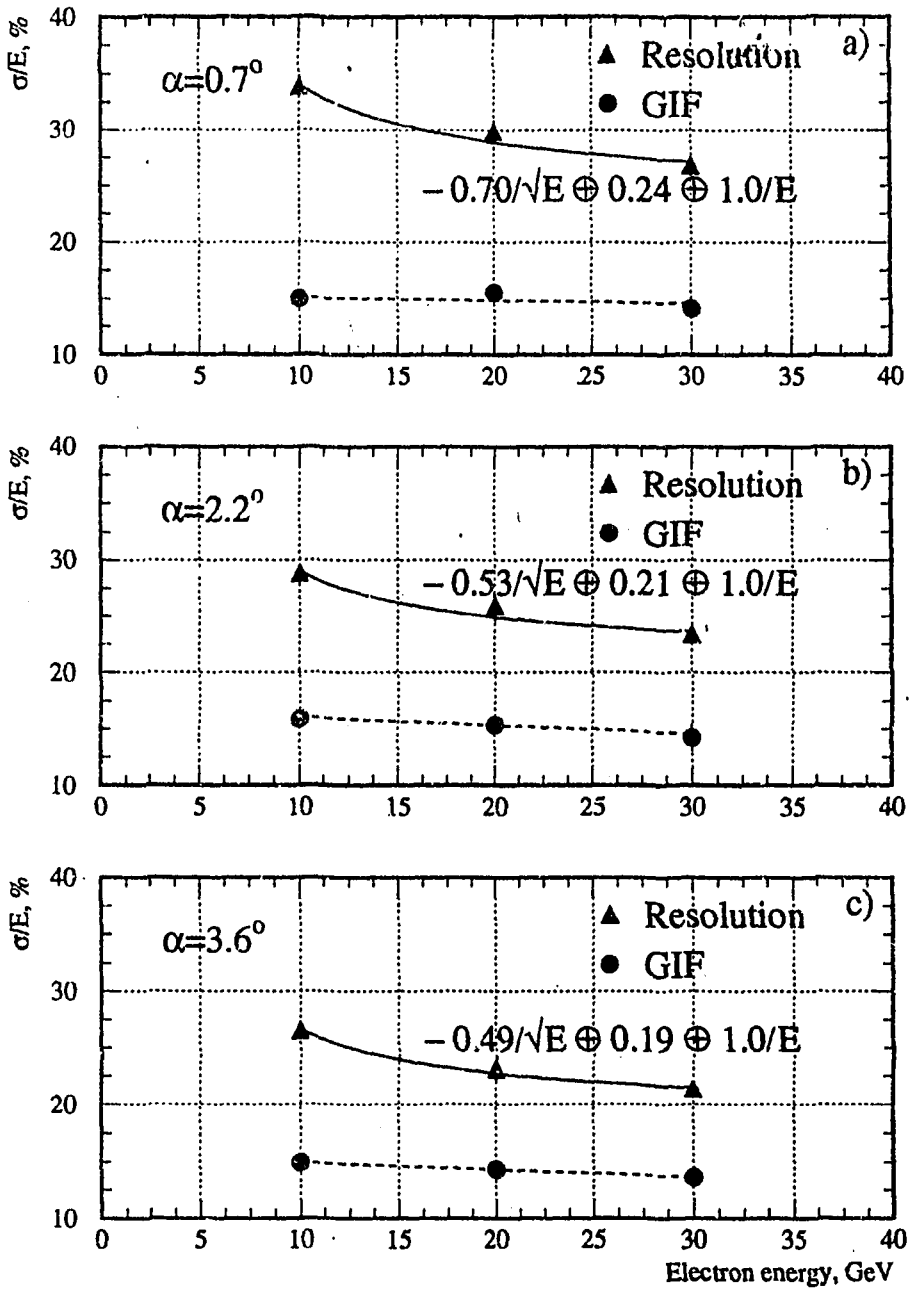 40
30
20
10
σ/E, %
α=0.7°
▲ Resolution
● GIF
a)
– 0.70/√E ⊕ 0.24 ⊕ 1.0/E
0 5 10 15 20 25 30 35 40
40
30
20
10
σ/E, %
α=2.2°
▲ Resolution
● GIF
b)
– 0.53/√E ⊕ 0.21 ⊕ 1.0/E
0 5 10 15 20 25 30 35 40
40
30
20
10
σ/E, %
α=3.6°
▲ Resolution
● GIF
c)
– 0.49/√E ⊕ 0.19 ⊕ 1.0/E
0 5 10 15 20 25 30 35 40
Electron energy, GeV